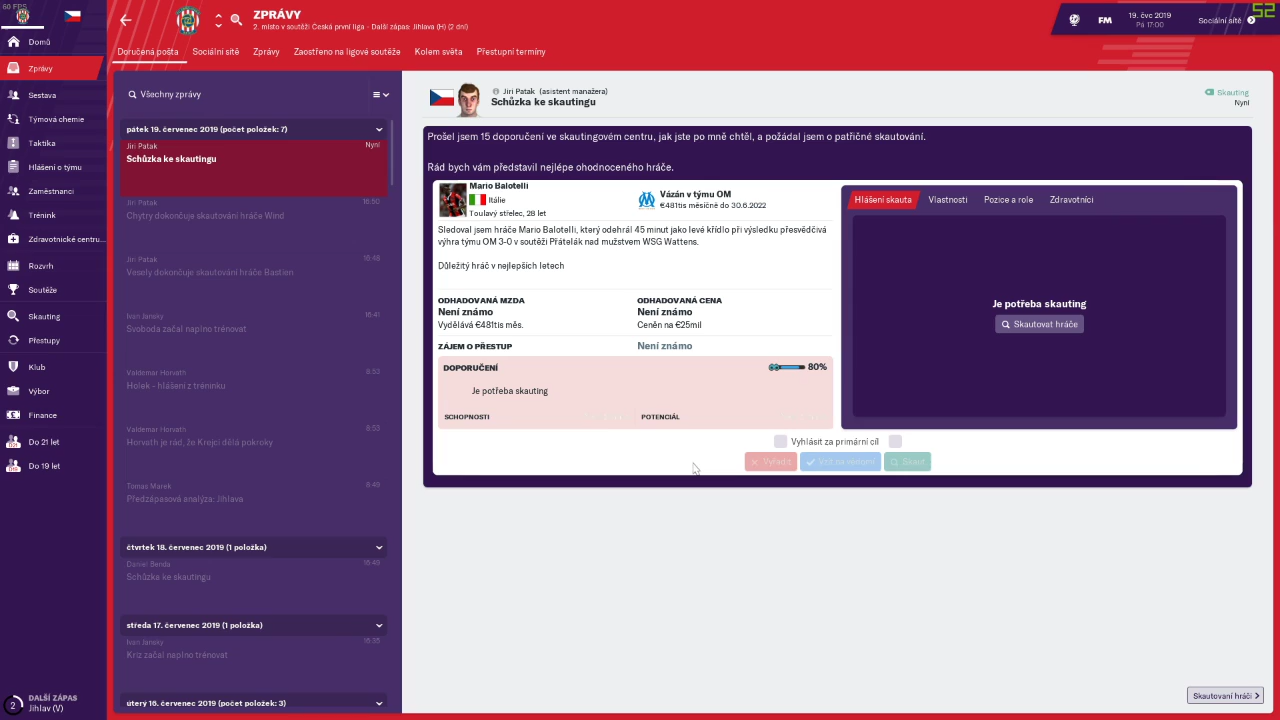 60 FPS
Domů
Zprávy
Sestava
Týmová chemie
Taktika
Hlášení o týmu
Zaměstnanci
Trénink
Zdravotnické centru...
Rozvrh
Soutěže
Skauting
Přestupy
Klub
Výbor
Finance
Do 21 let
Do 19 let
2
DALŠÍ ZÁPAS
Jihlav (V)
ZPRÁVY
2. místo v soutěži Česká první liga - Další zápas: Jihlava (H) (2 dní)
FM
19. čvc 2019
Pá 17:00
Sociální sítě
52
Doručená pošta
Sociální sítě
Zprávy
Zaostřeno na ligové soutěže
Kolem světa
Přestupní termíny
Všechny zprávy
pátek 19. červenec 2019 (počet položek: 7)
Jiri Patak
Nyní
Schůzka ke skautingu
Jiri Patak
16:50
Chytry dokončuje skautování hráče Wind
Jiri Patak
16:48
Vesely dokončuje skautování hráče Bastien
Ivan Jansky
16:41
Svoboda začal naplno trénovat
Valdemar Horvath
8:53
Holek - hlášení z tréninku
Valdemar Horvath
8:53
Horvath je rád, že Krejci dělá pokroky
Tomas Marek
8:49
Předzápasová analýza: Jihlava
čtvrtek 18. červenec 2019 (1 položka)
Daniel Benda
16:49
Schůzka ke skautingu
středa 17. červenec 2019 (1 položka)
Ivan Jansky
16:35
Kriz začal naplno trénovat
úterý 16. červenec 2019 (počet položek: 3)
Jiri Patak (asistent manažera)
Schůzka ke skautingu
Skauting
Nyní
Prošel jsem 15 doporučení ve skautingovém centru, jak jste po mně chtěl, a požádal jsem o patřičné skautování.
Rád bych vám představil nejlépe ohodnoceného hráče.
Mario Balotelli
Itálie
Toulavý střelec, 28 let
Vázán v týmu OM
€481tis měsíčně do 30.6.2022
Sledoval jsem hráče Mario Balotelli, který odehrál 45 minut jako levé křídlo při výsledku přesvědčivá
výhra týmu OM 3-0 v soutěži Přátelák nad mužstvem WSG Wattens.
Důležitý hráč v nejlepších letech
ODHADOVANÁ MZDA
Není známo
Vydělává €481tis měs.
ODHADOVANÁ CENA
Není známo
Ceněn na €25mil
ZÁJEM O PŘESTUP
Není známo
DOPORUČENÍ
80%
Je potřeba skauting
SCHOPNOSTI
POTENCIÁL
Hlášení skauta
Vlastnosti
Pozice a role
Zdravotníci
Je potřeba skauting
Skautovat hráče
Vyhlásit za primární cíl
Vyřadit
Vzít na vědomí
Skaut
Skautovaní hráči